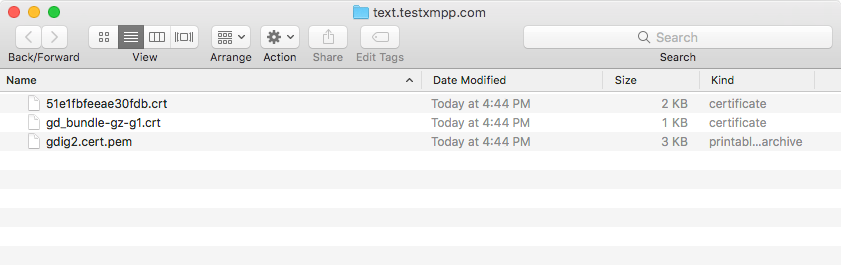 text.testxmpp.com
Back/Forward View Arrange Action Share Edit Tags Search Search
Name Date Modified Size Kind
51e1fbfeeae30fdb.crt Today at 4:44 PM 2 KB certificate
gd_bundle-gz-g1.crt Today at 4:44 PM 1 KB certificate
gdig2.cert.pem Today at 4:44 PM 3 KB printabl...archive